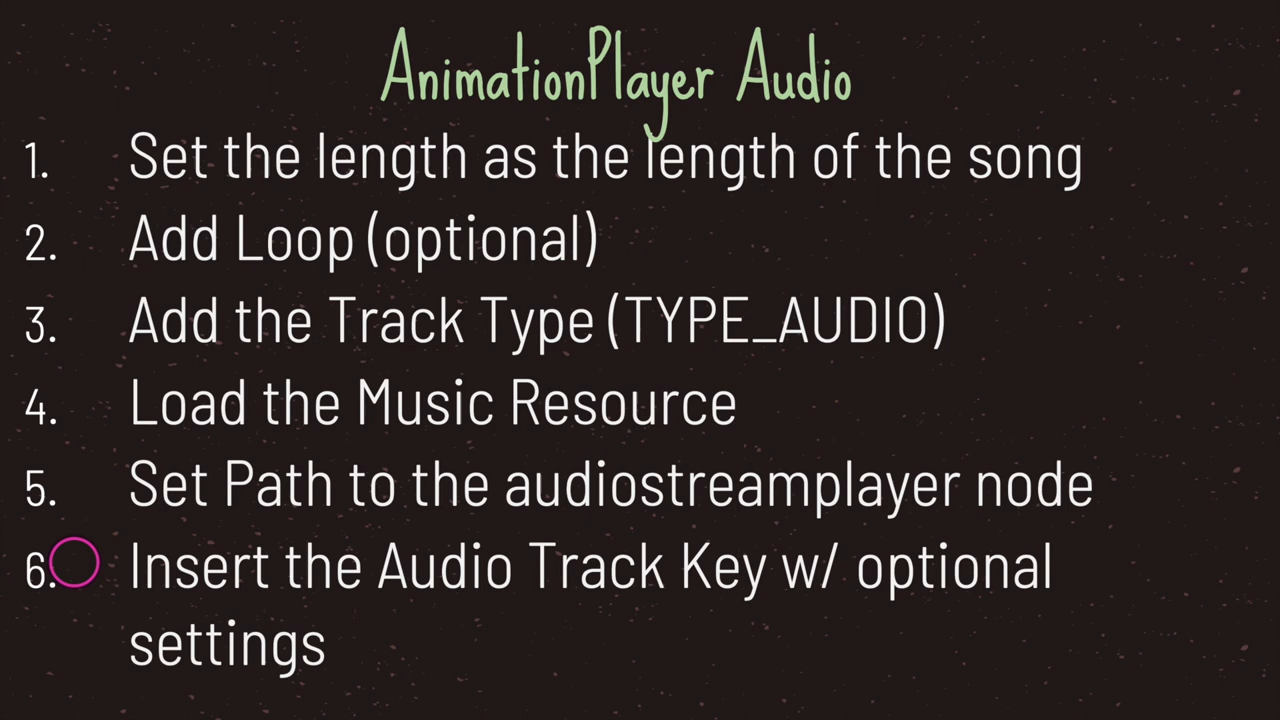 AnimationPlayer Audio
1. Set the length as the length of the song
2. Add Loop (optional)
3. Add the Track Type (TYPE_AUDIO)
4. Load the Music Resource
5. Set Path to the audiostreamplayer node
6. Insert the Audio Track Key w/ optional
settings